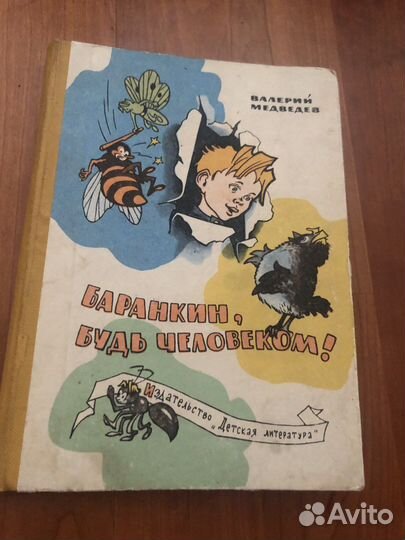 ВАЛЕРИЙ
МЕДВЕДЕВ
БАРАНКИН,
БУДЬ ЧЕЛОВЕКОМ!
Издательство „Детская литература"
Avito